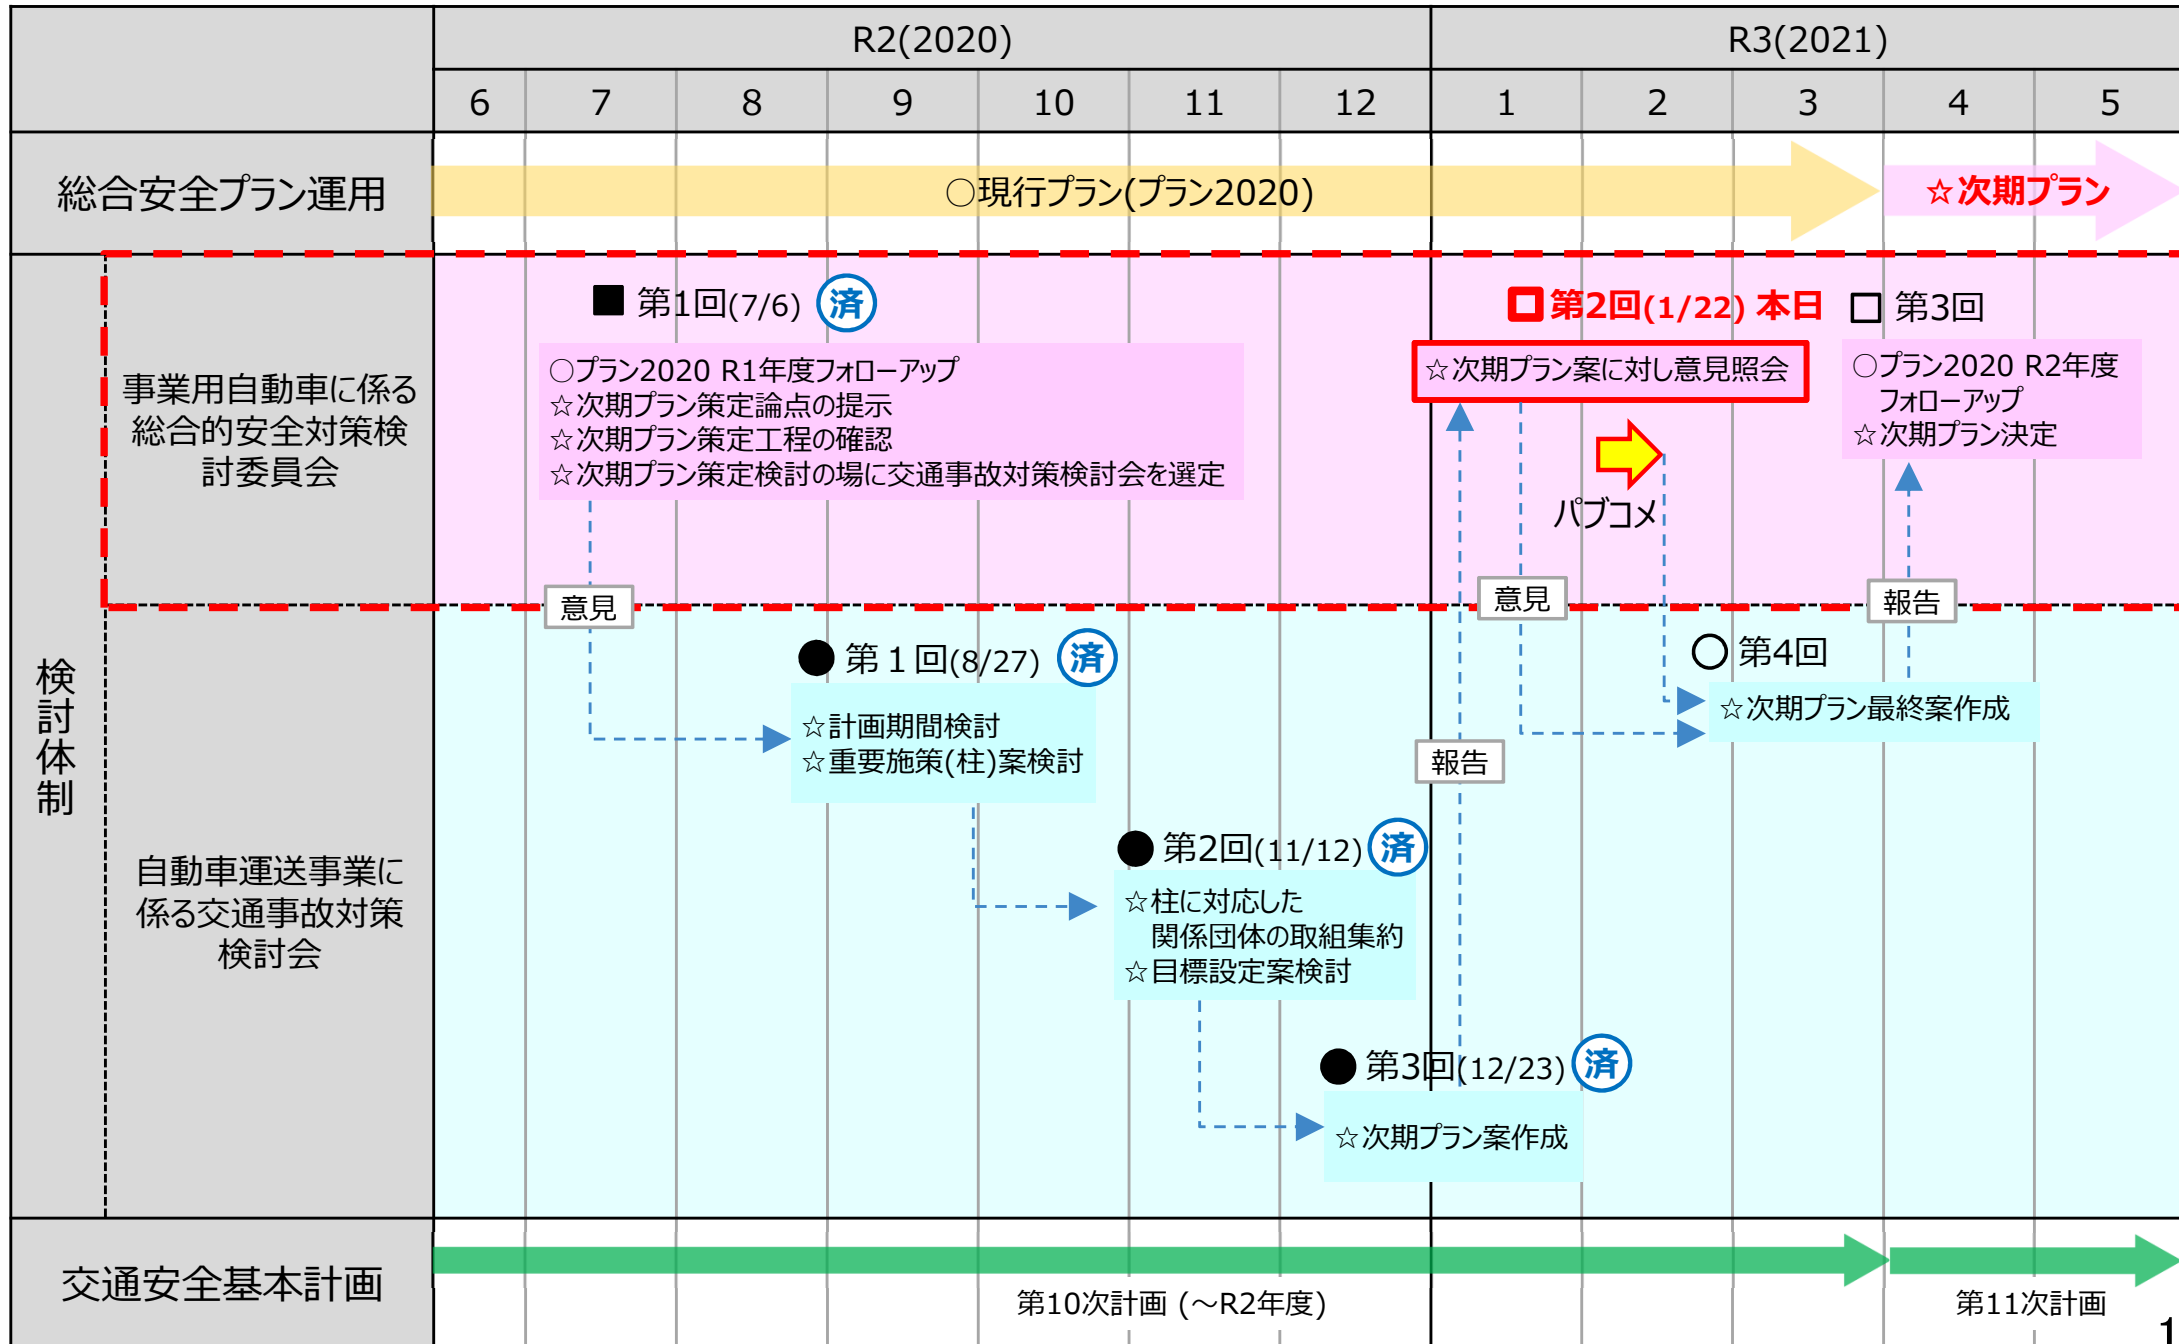 R2(2020)
R3(2021)
6
7
8
9
10
11
12
1
2
3
4
5
総合安全プラン運用
○現行プラン(プラン2020)
☆次期プラン
検討体制
事業用自動車に係る
総合的安全対策検
討委員会
■ 第1回(7/6) 済
○プラン2020 R1年度フォローアップ
☆次期プラン策定論点の提示
☆次期プラン策定工程の確認
☆次期プラン策定検討の場に交通事故対策検討会を選定
□ 第2回(1/22) 本日
☆次期プラン案に対し意見照会
パブコメ
□ 第3回
○プラン2020 R2年度
フォローアップ
☆次期プラン決定
意見
意見
報告
自動車運送事業に
係る交通事故対策
検討会
● 第１回(8/27) 済
☆計画期間検討
☆重要施策(柱)案検討
報告
● 第2回(11/12) 済
☆柱に対応した
関係団体の取組集約
☆目標設定案検討
● 第3回(12/23) 済
☆次期プラン案作成
○ 第4回
☆次期プラン最終案作成
交通安全基本計画
第10次計画 (～R2年度)
第11次計画
1